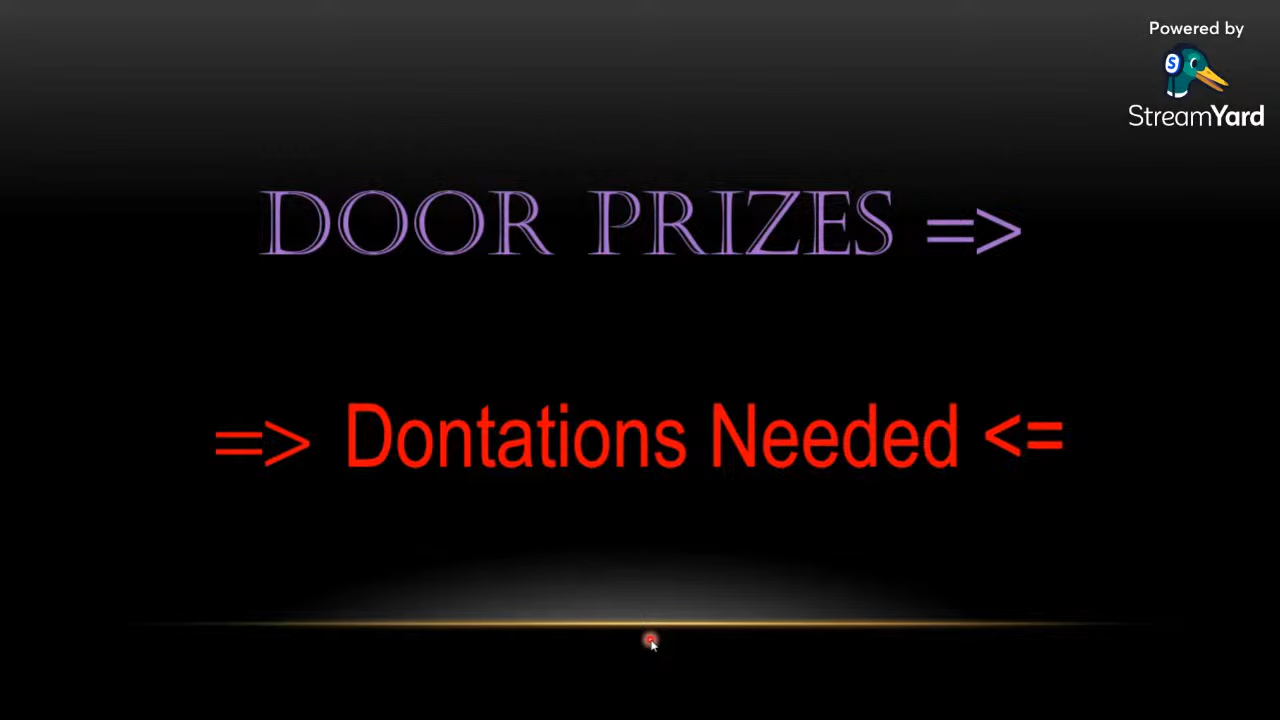 Powered by
S
StreamYard
DOOR PRIZES =>
=> Dontations Needed <=